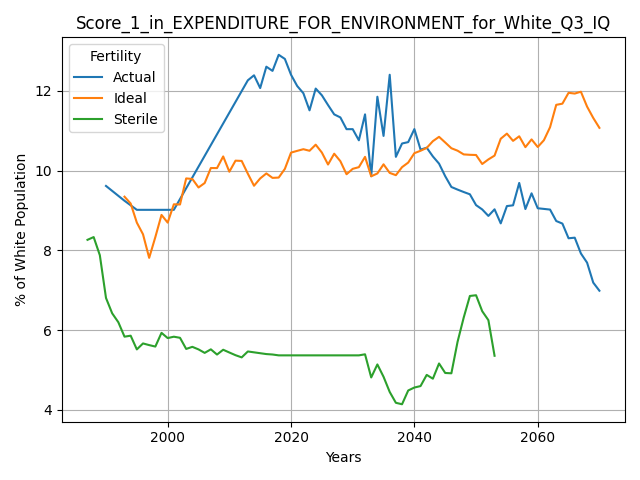 Score_1_in_EXPENDITURE_FOR_ENVIRONMENT_for_White_Q3_IQ
Fertility
Actual
Ideal
Sterile
% of White Population
12
10
8
6
4
2000
2020
2040
2060
Years